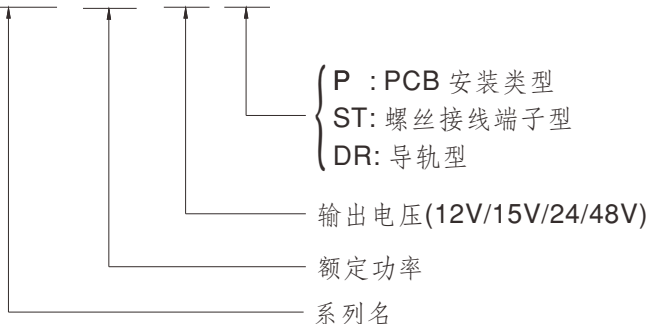 P : PCB 安装类型
ST: 螺丝接线端子型
DR: 导轨型
输出电压(12V/15V/24/48V)
额定功率
系列名